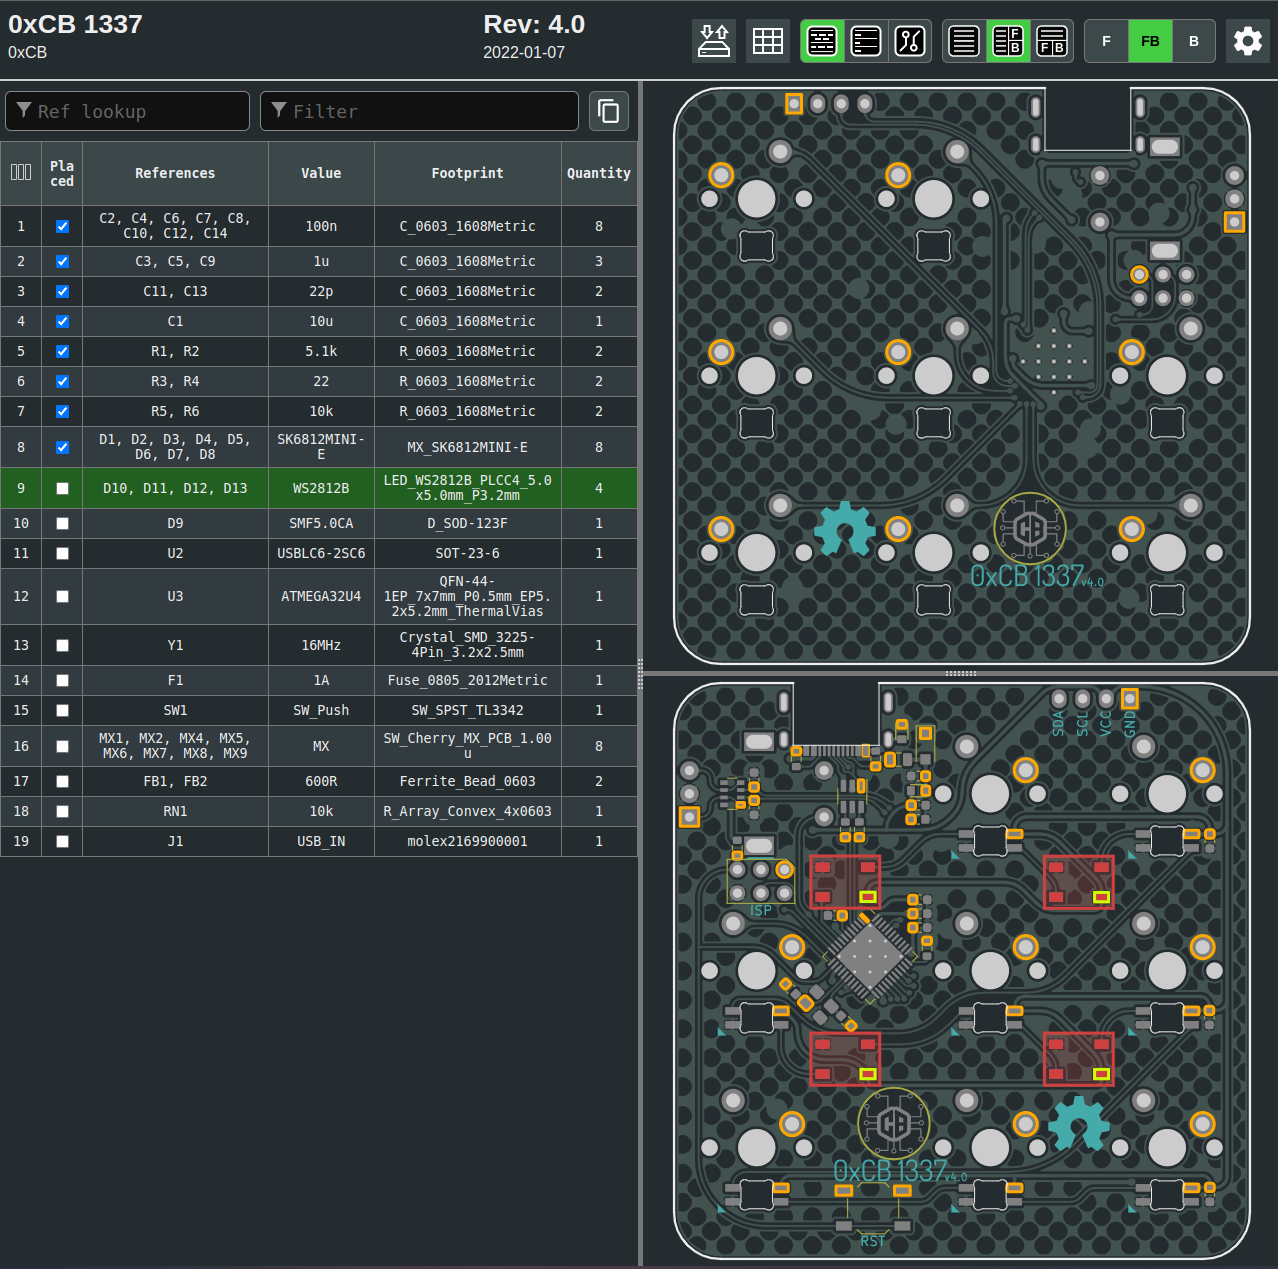 0xCB 1337
0xCB
Rev: 4.0
2022-01-07
F
B
F B
F
FB
B
Ref lookup
Filter
Pla
ced
References
Value
Footprint
Quantity
1
C2, C4, C6, C7, C8,
C10, C12, C14
100n
C_0603_1608Metric
8
2
C3, C5, C9
1u
C_0603_1608Metric
3
3
C11, C13
22p
C_0603_1608Metric
2
4
C1
10u
C_0603_1608Metric
1
5
R1, R2
5.1k
R_0603_1608Metric
2
6
R3, R4
22
R_0603_1608Metric
2
7
R5, R6
10k
R_0603_1608Metric
2
8
D1, D2, D3, D4, D5,
D6, D7, D8
SK6812MINI-
E
MX_SK6812MINI-E
8
9
D10, D11, D12, D13
WS2812B
LED_WS2812B_PLCC4_5.0
x5.0mm_P3.2mm
4
10
D9
SMF5.0CA
D_SOD-123F
1
11
U2
USBLC6-2SC6
SOT-23-6
1
12
U3
ATMEGA32U4
QFN-44-
1EP_7x7mm_P0.5mm_EP5.
2x5.2mm_ThermalVias
1
13
Y1
16MHz
Crystal_SMD_3225-
4Pin_3.2x2.5mm
1
14
F1
1A
Fuse_0805_2012Metric
1
15
SW1
SW_Push
SW_SPST_TL3342
1
16
MX1, MX2, MX4, MX5,
MX6, MX7, MX8, MX9
MX
SW_Cherry_MX_PCB_1.00
u
8
17
FB1, FB2
600R
Ferrite_Bead_0603
2
18
RN1
10k
R_Array_Convex_4x0603
1
19
J1
USB_IN
molex2169900001
1
0xCB 1337 v4.0
SDA
SCL
VCC
GND
ISP
0xCB 1337 v4.0
RST